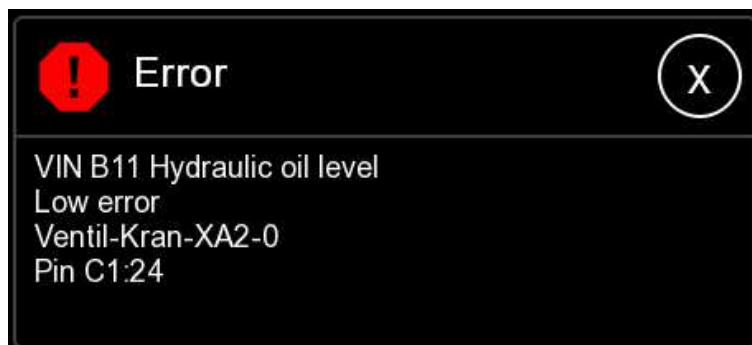 Error
X
VIN B11 Hydraulic oil level
Low error
Ventil-Kran-XA2-0
Pin C1:24